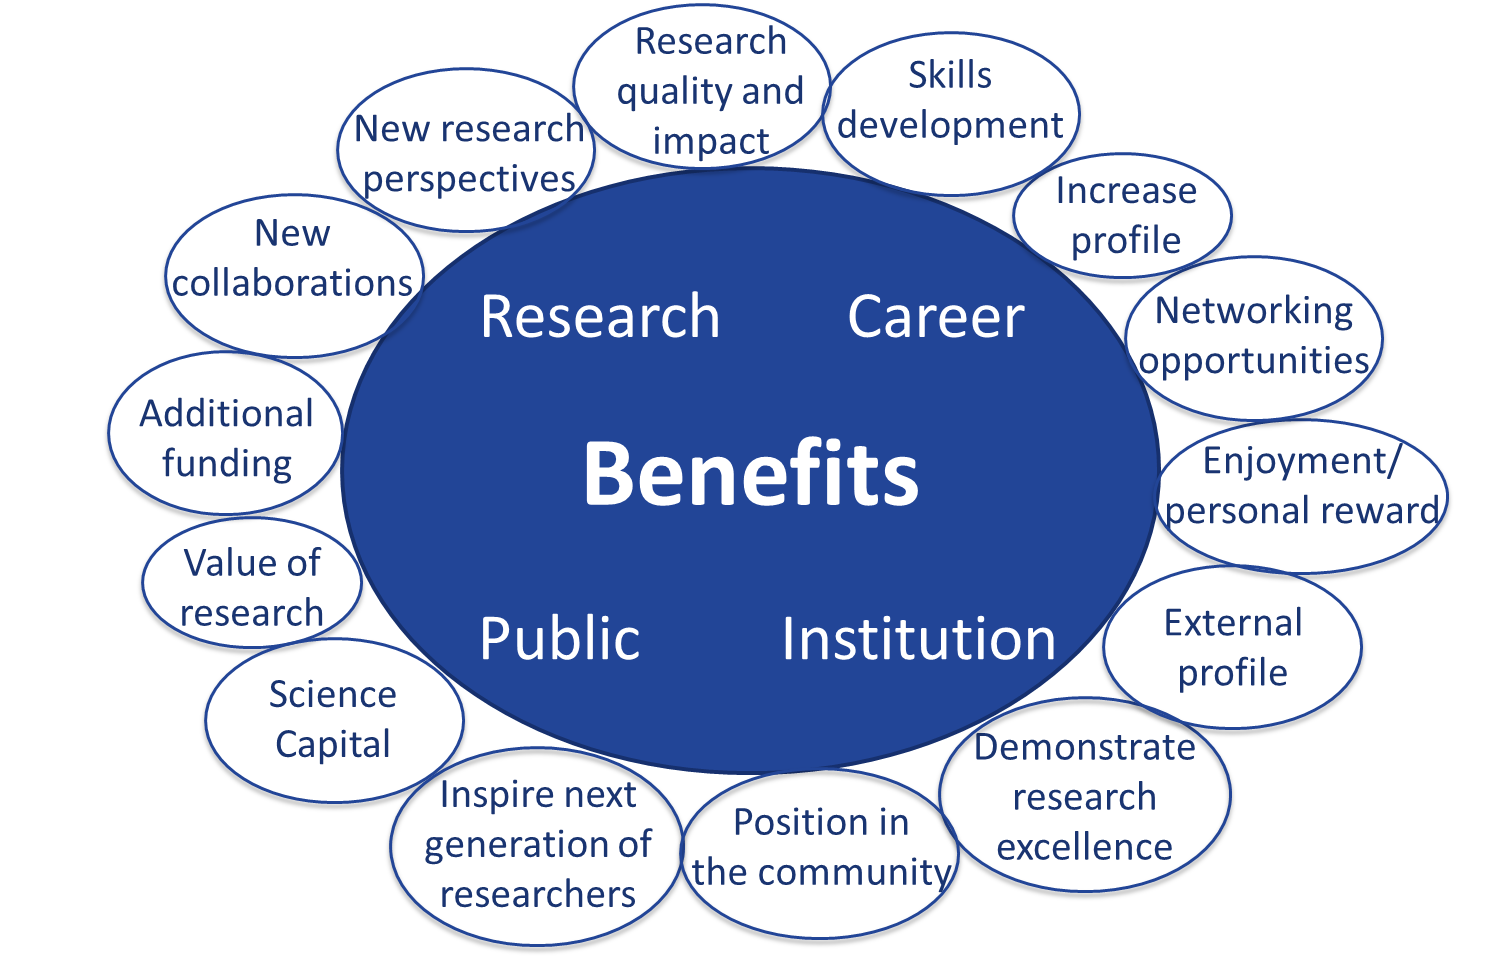 Research
quality and
impact
Skills
development
Increase
profile
Networking
opportunities
Enjoyment/
personal reward
External
profile
Demonstrate
research
excellence
Position in
the community
Inspire next
generation of
researchers
Science
Capital
Value of
research
Additional
funding
New
collaborations
New research
perspectives
Research
Career
Benefits
Public
Institution